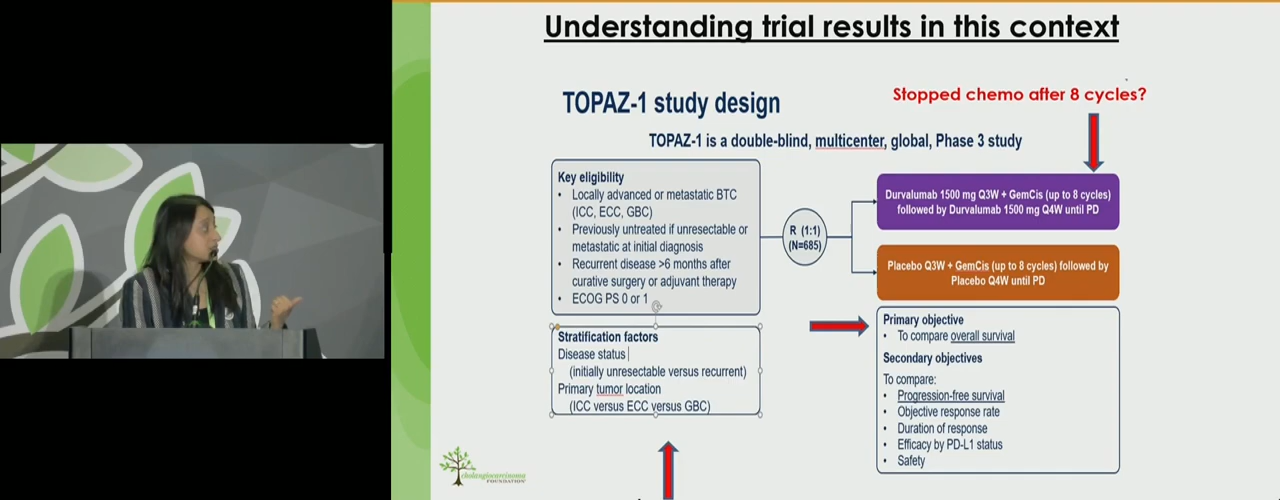 Understanding trial results in this context
TOPAZ-1 study design
Stopped chemo after 8 cycles?
TOPAZ-1 is a double-blind, multicenter, global, Phase 3 study
Key eligibility
• Locally advanced or metastatic BTC
(ICC, ECC, GBC)
• Previously untreated if unresectable or
metastatic at initial diagnosis
• Recurrent disease >6 months after
curative surgery or adjuvant therapy
• ECOG PS 0 or 1
R (1:1)
(N=685)
Durvalumab 1500 mg Q3W + GemCis (up to 8 cycles)
followed by Durvalumab 1500 mg Q4W until PD
Placebo Q3W + GemCis (up to 8 cycles) followed by
Placebo Q4W until PD
Stratification factors
Disease status
(initially unresectable versus recurrent)
Primary tumor location
(ICC versus ECC versus GBC)
Primary objective
• To compare overall survival
Secondary objectives
To compare:
• Progression-free survival
• Objective response rate
• Duration of response
• Efficacy by PD-L1 status
• Safety
cholangiocarcinoma
FOUNDATION